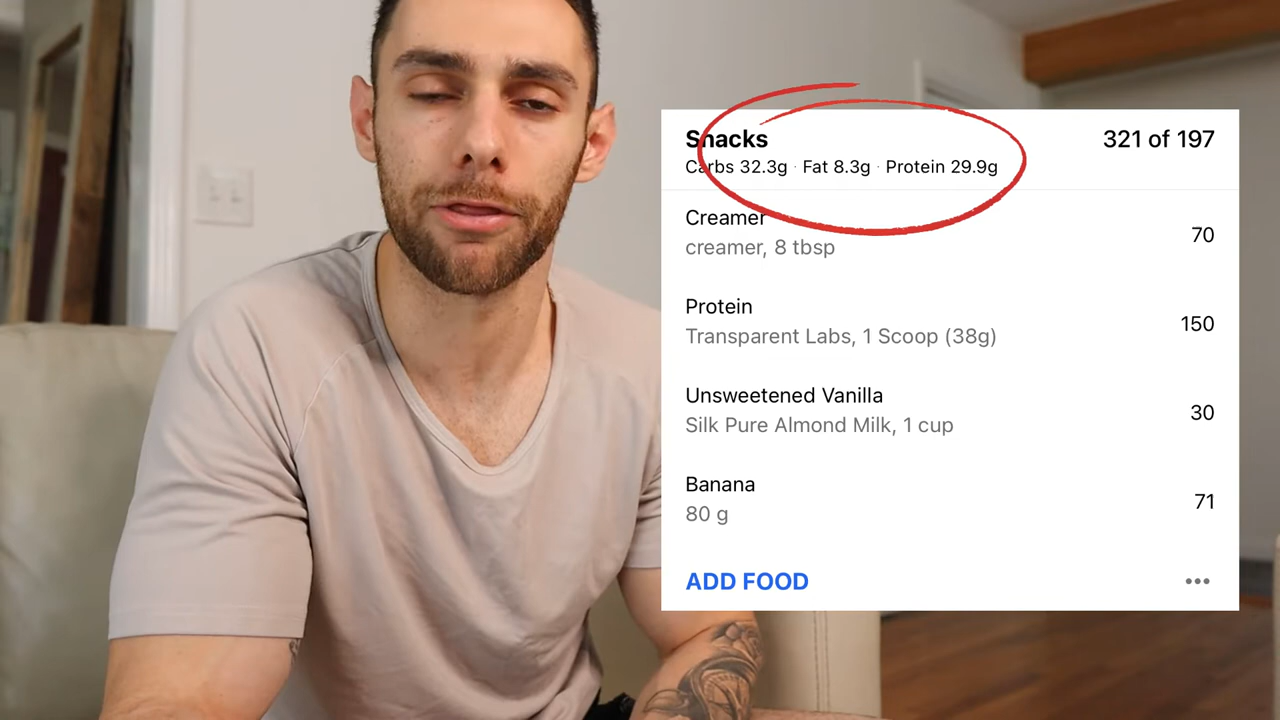 Snacks
321 of 197
Carbs 32.3g · Fat 8.3g · Protein 29.9g
Creamer
creamer, 8 tbsp
70
Protein
Transparent Labs, 1 Scoop (38g)
150
Unsweetened Vanilla
Silk Pure Almond Milk, 1 cup
30
Banana
80 g
71
ADD FOOD